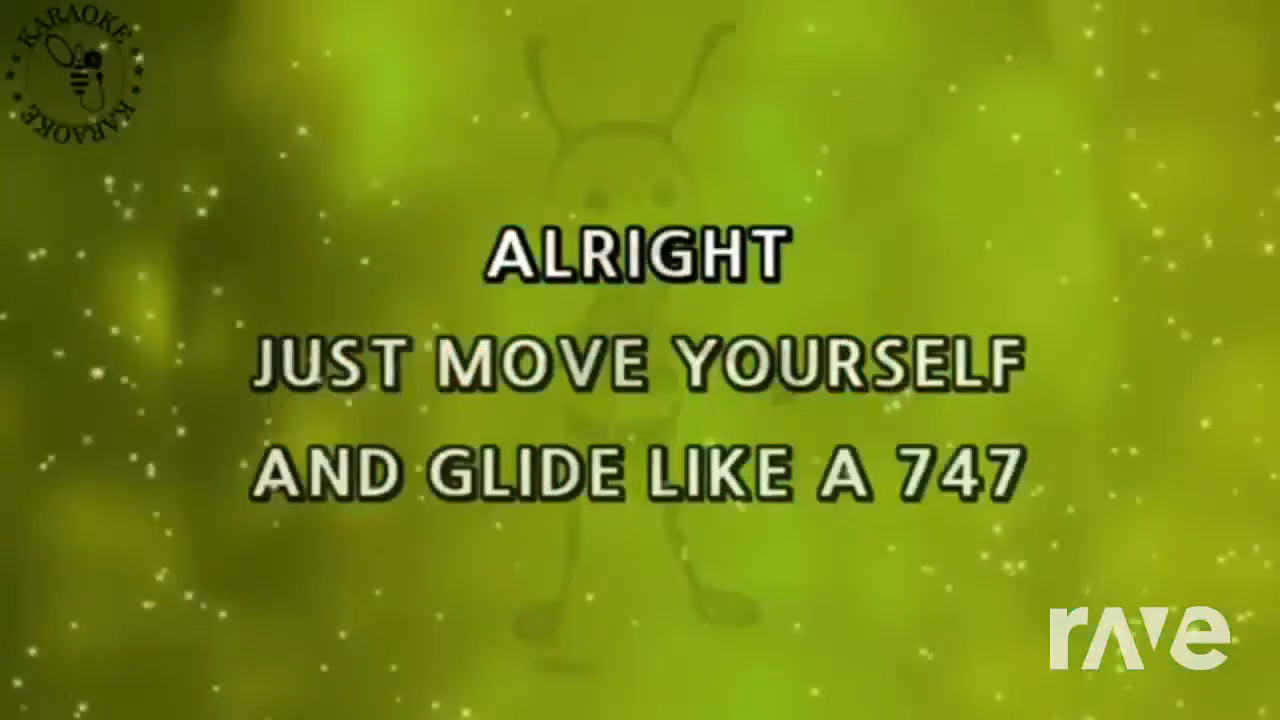 KARAOKE
KARAOKE
ALRIGHT
JUST MOVE YOURSELF
AND GLIDE LIKE A 747
rave